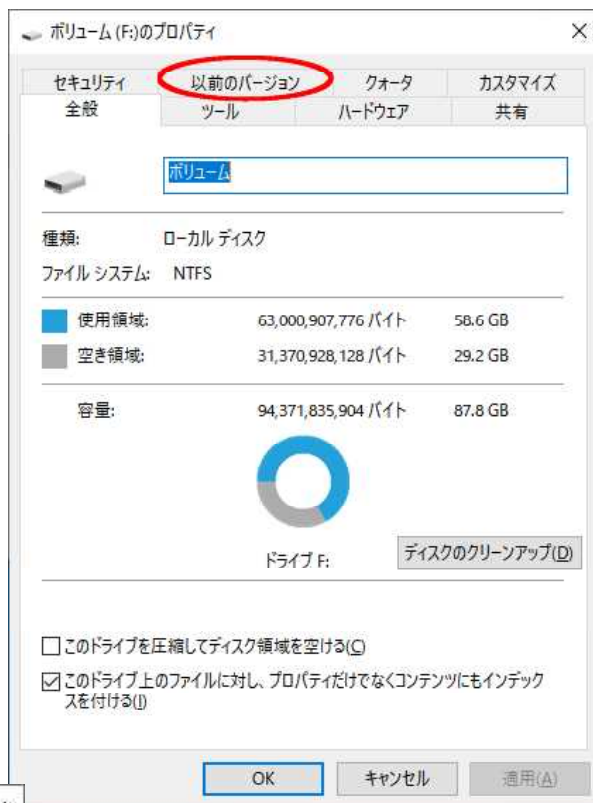 ボリューム (F:)のプロパティ
セキュリティ 以前のバージョン クォータ カスタマイズ
全般 ツール ハードウェア 共有
ボリューム
種類: ローカル ディスク
ファイル システム: NTFS
使用領域: 63,000,907,776 バイト 58.6 GB
空き領域: 31,370,928,128 バイト 29.2 GB
容量: 94,371,835,904 バイト 87.8 GB
ドライブ F:
ディスクのクリーンアップ(D)
このドライブを圧縮してディスク領域を空ける(C)
このドライブ上のファイルに対し、プロパティだけでなくコンテンツにもインデック
スを付ける(I)
OK キャンセル 適用(A)